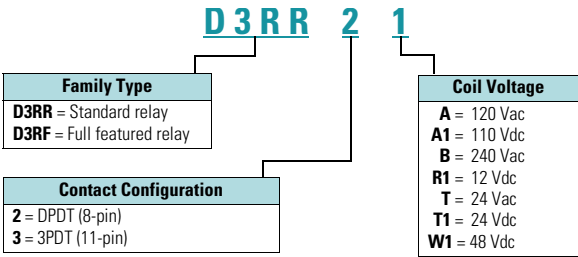 D3RR 2 1
Family Type
D3RR = Standard relay
D3RF = Full featured relay
Contact Configuration
2 = DPDT (8-pin)
3 = 3PDT (11-pin)
Coil Voltage
A = 120 Vac
A1 = 110 Vdc
B = 240 Vac
R1 = 12 Vdc
T = 24 Vac
T1 = 24 Vdc
W1 = 48 Vdc